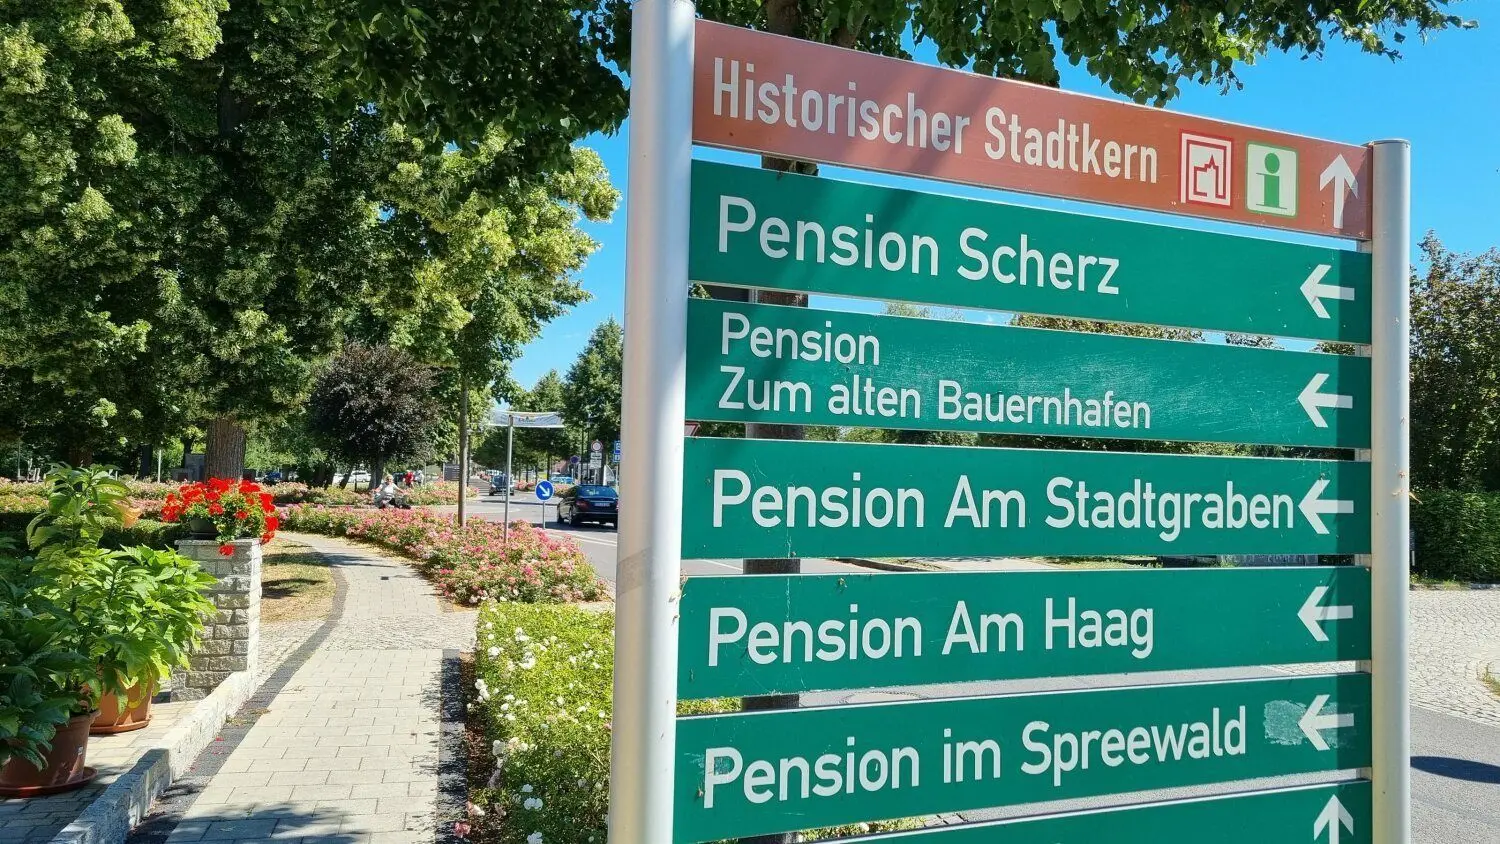 Historischer Stadtkern i
Pension Scherz
Pension
Zum alten Bauernhafen
Pension Am Stadtgraben
Pension Am Haag
Pension im Spreewald